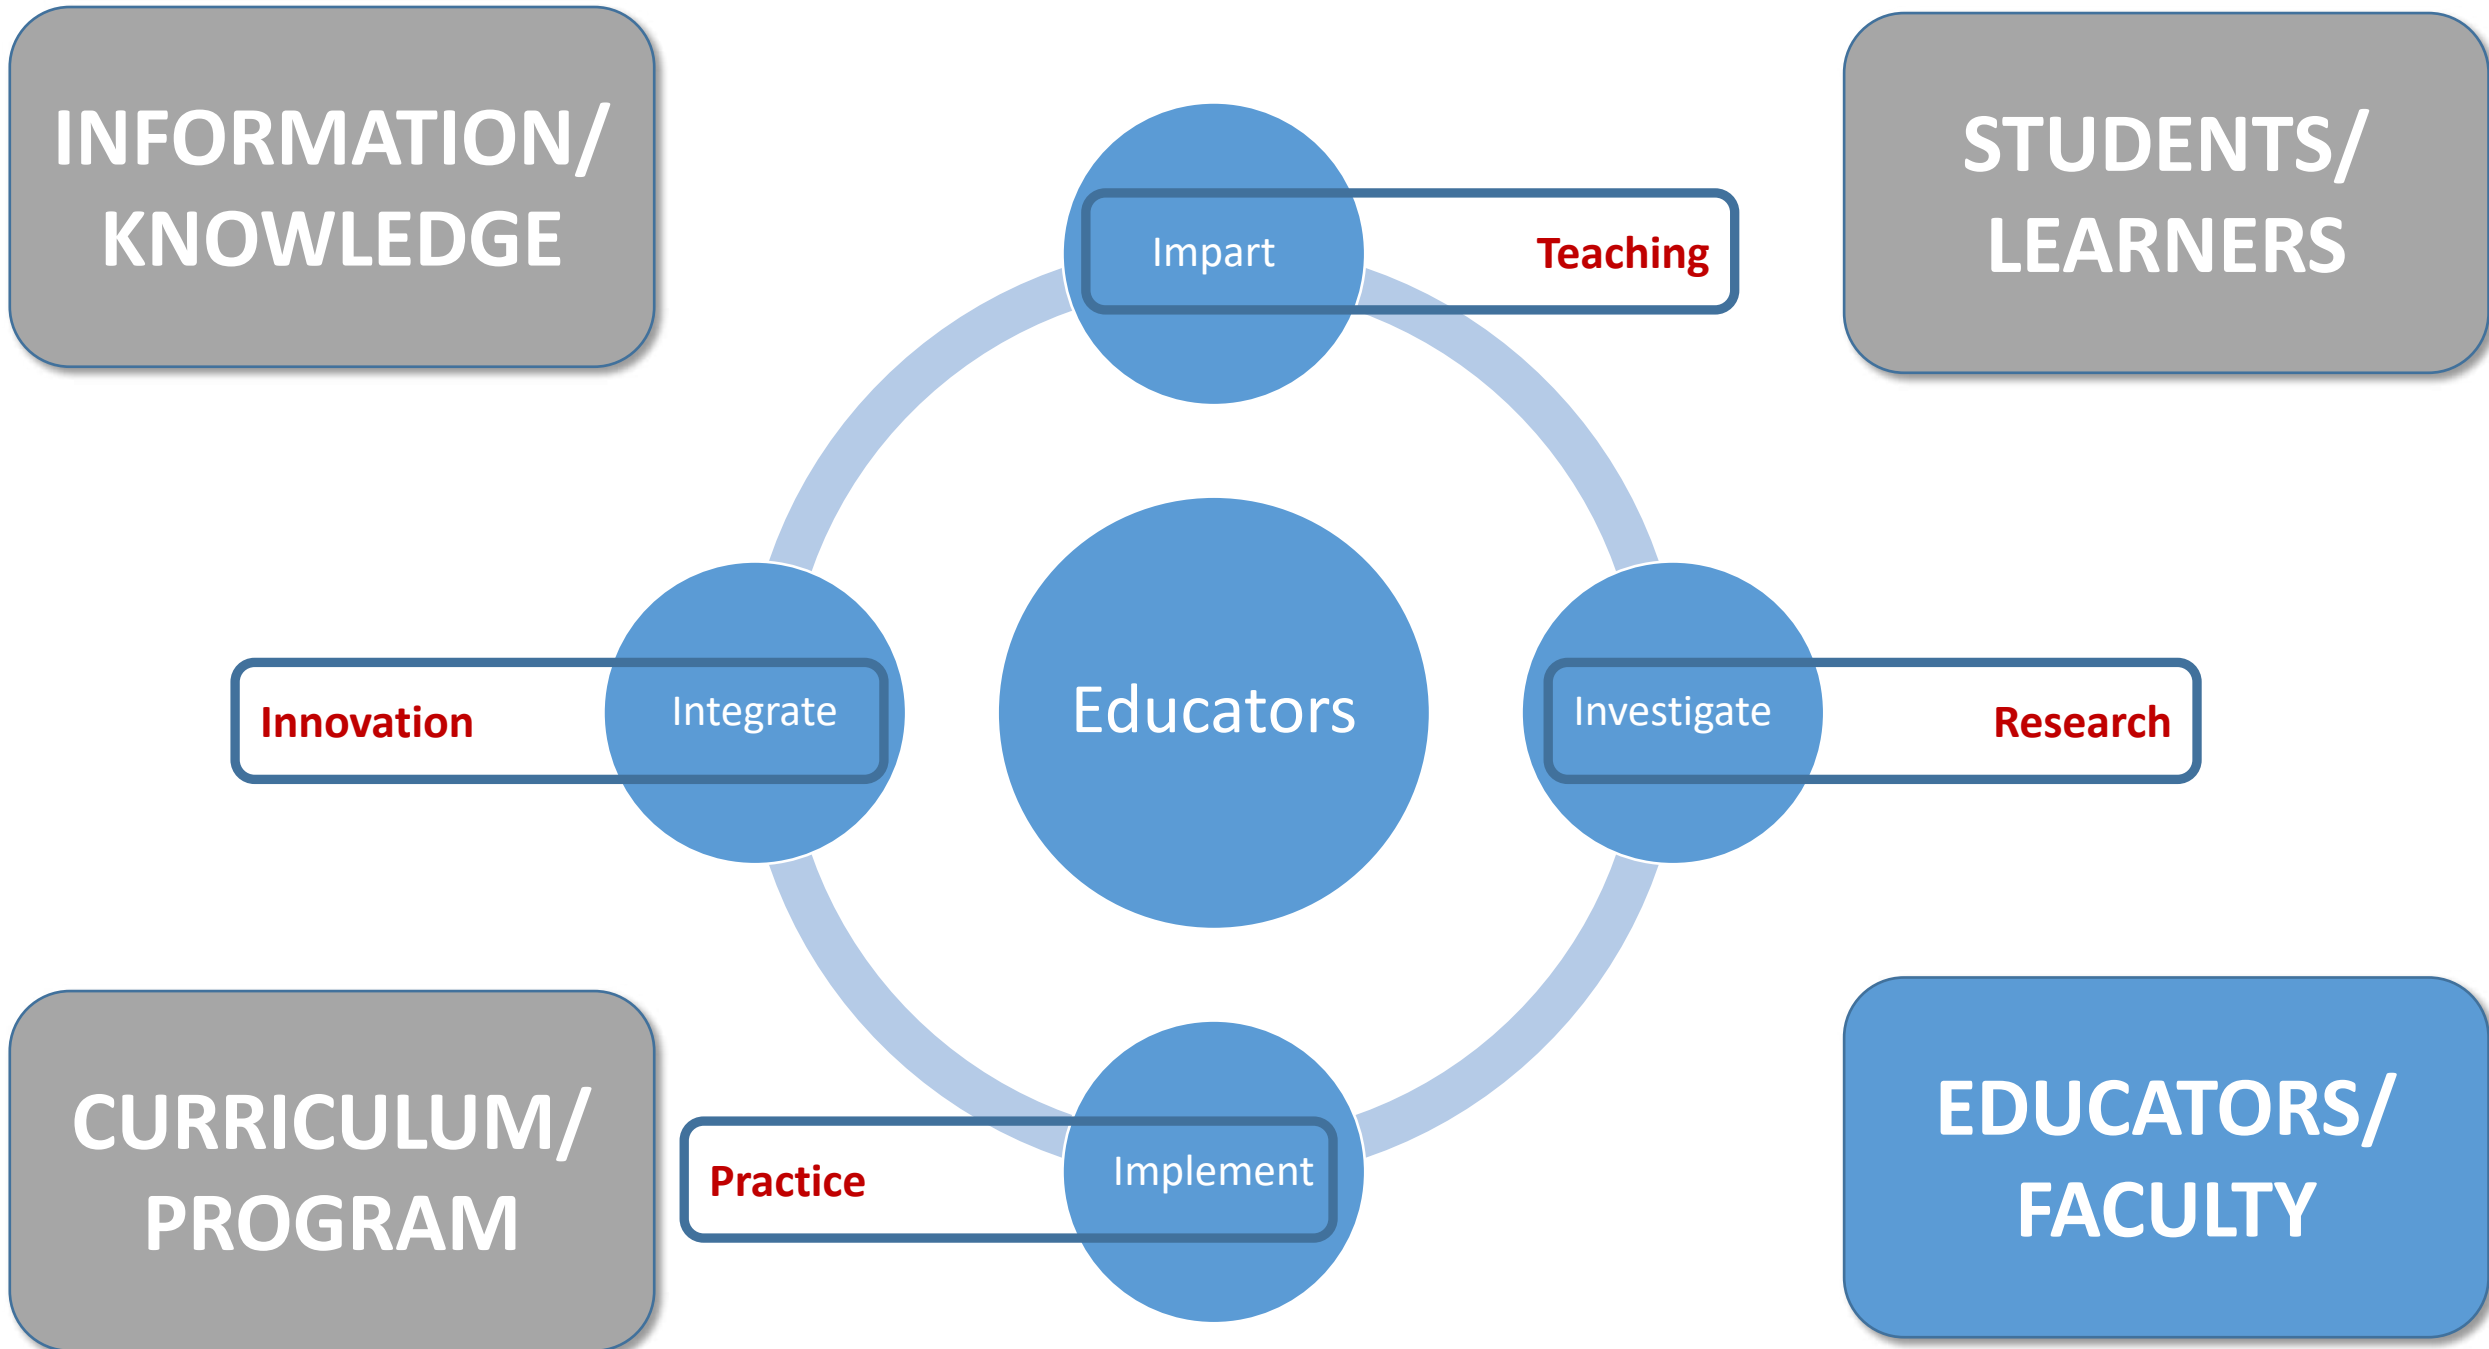 INFORMATION/
KNOWLEDGE
STUDENTS/
LEARNERS
Impart
Teaching
Innovation
Integrate
Educators
Investigate
Research
Practice
Implement
CURRICULUM/
PROGRAM
EDUCATORS/
FACULTY